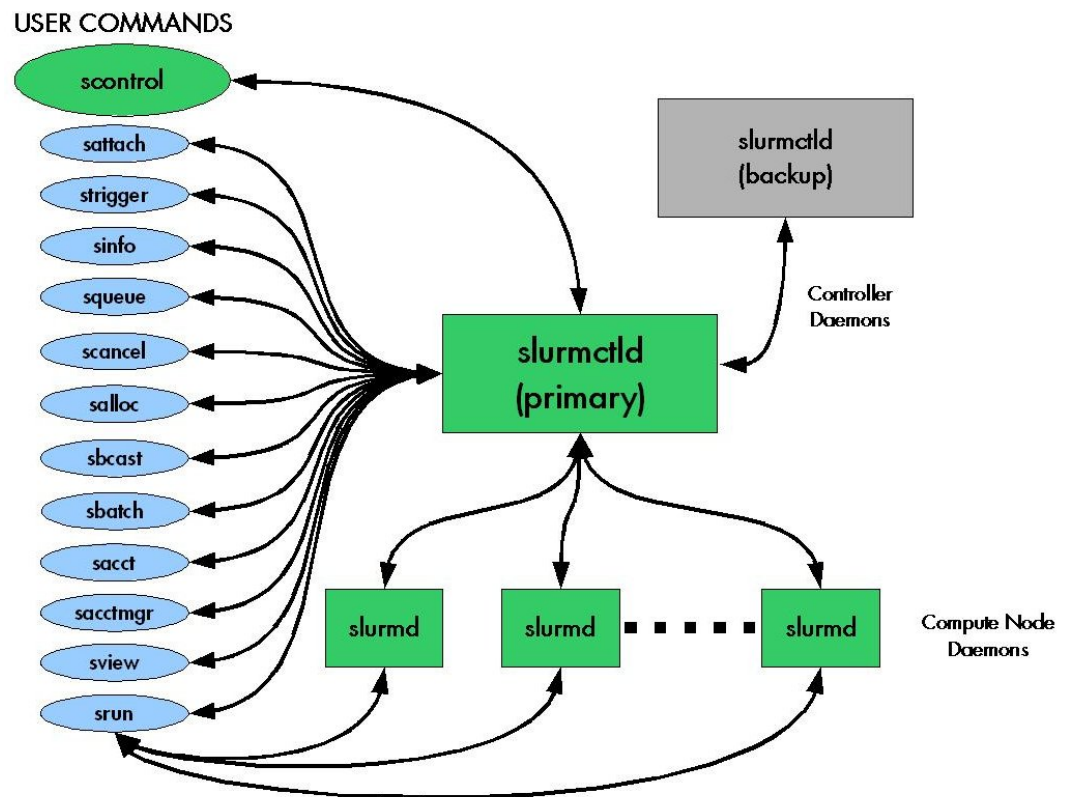 USER COMMANDS
scontrol
sattach
strigger
sinfo
squeue
scancel
salloc
sbcast
sbatch
sacct
sacctmgr
sview
srun
slurmctld
(backup)
Controller
Daemons
slurmctld
(primary)
slurmd
slurmd
slurmd
Compute Node
Daemons